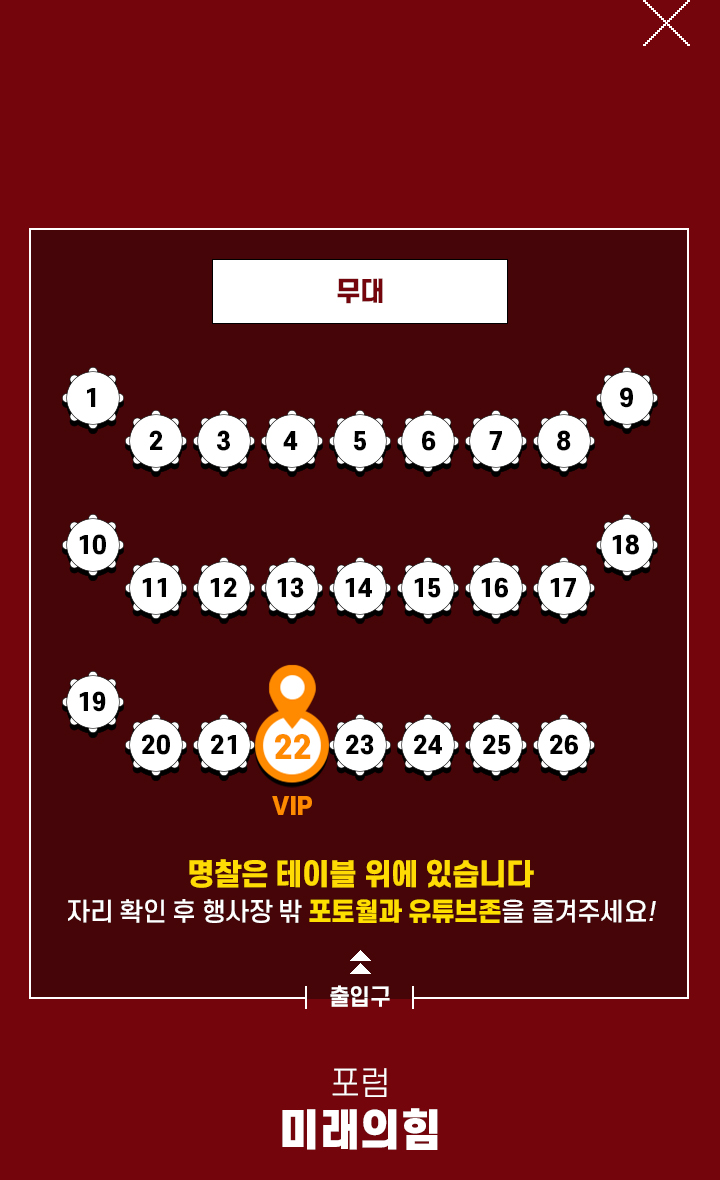 무대
1 9
2 3 4 5 6 7 8
10 18
11 12 13 14 15 16 17
19
20 21 22 23 24 25 26
VIP
명찰은 테이블 위에 있습니다
자리 확인 후 행사장 밖 포토월과 유튜브존을 즐겨주세요!
출입구
포럼
미래의힘